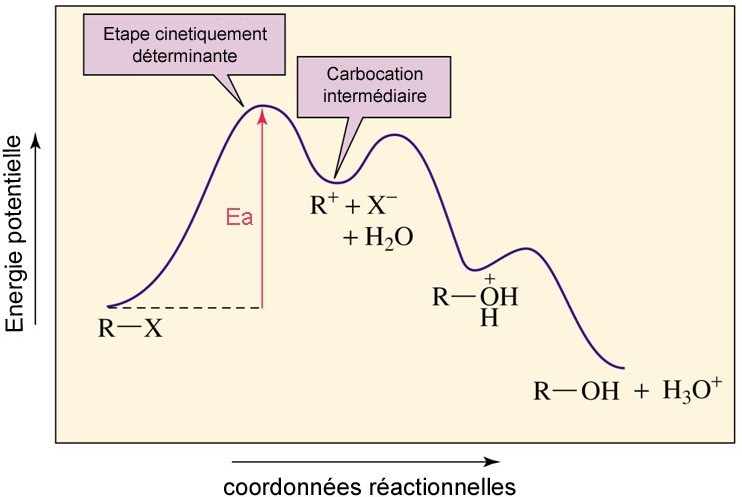 Etape cinetiquement
déterminante
Carbocation
intermédiaire
Energie potentielle
Ea
R⁺ + X⁻
+ H₂O
R—X
+
R—OH
H
R—OH + H₃O⁺
coordonnées réactionnelles